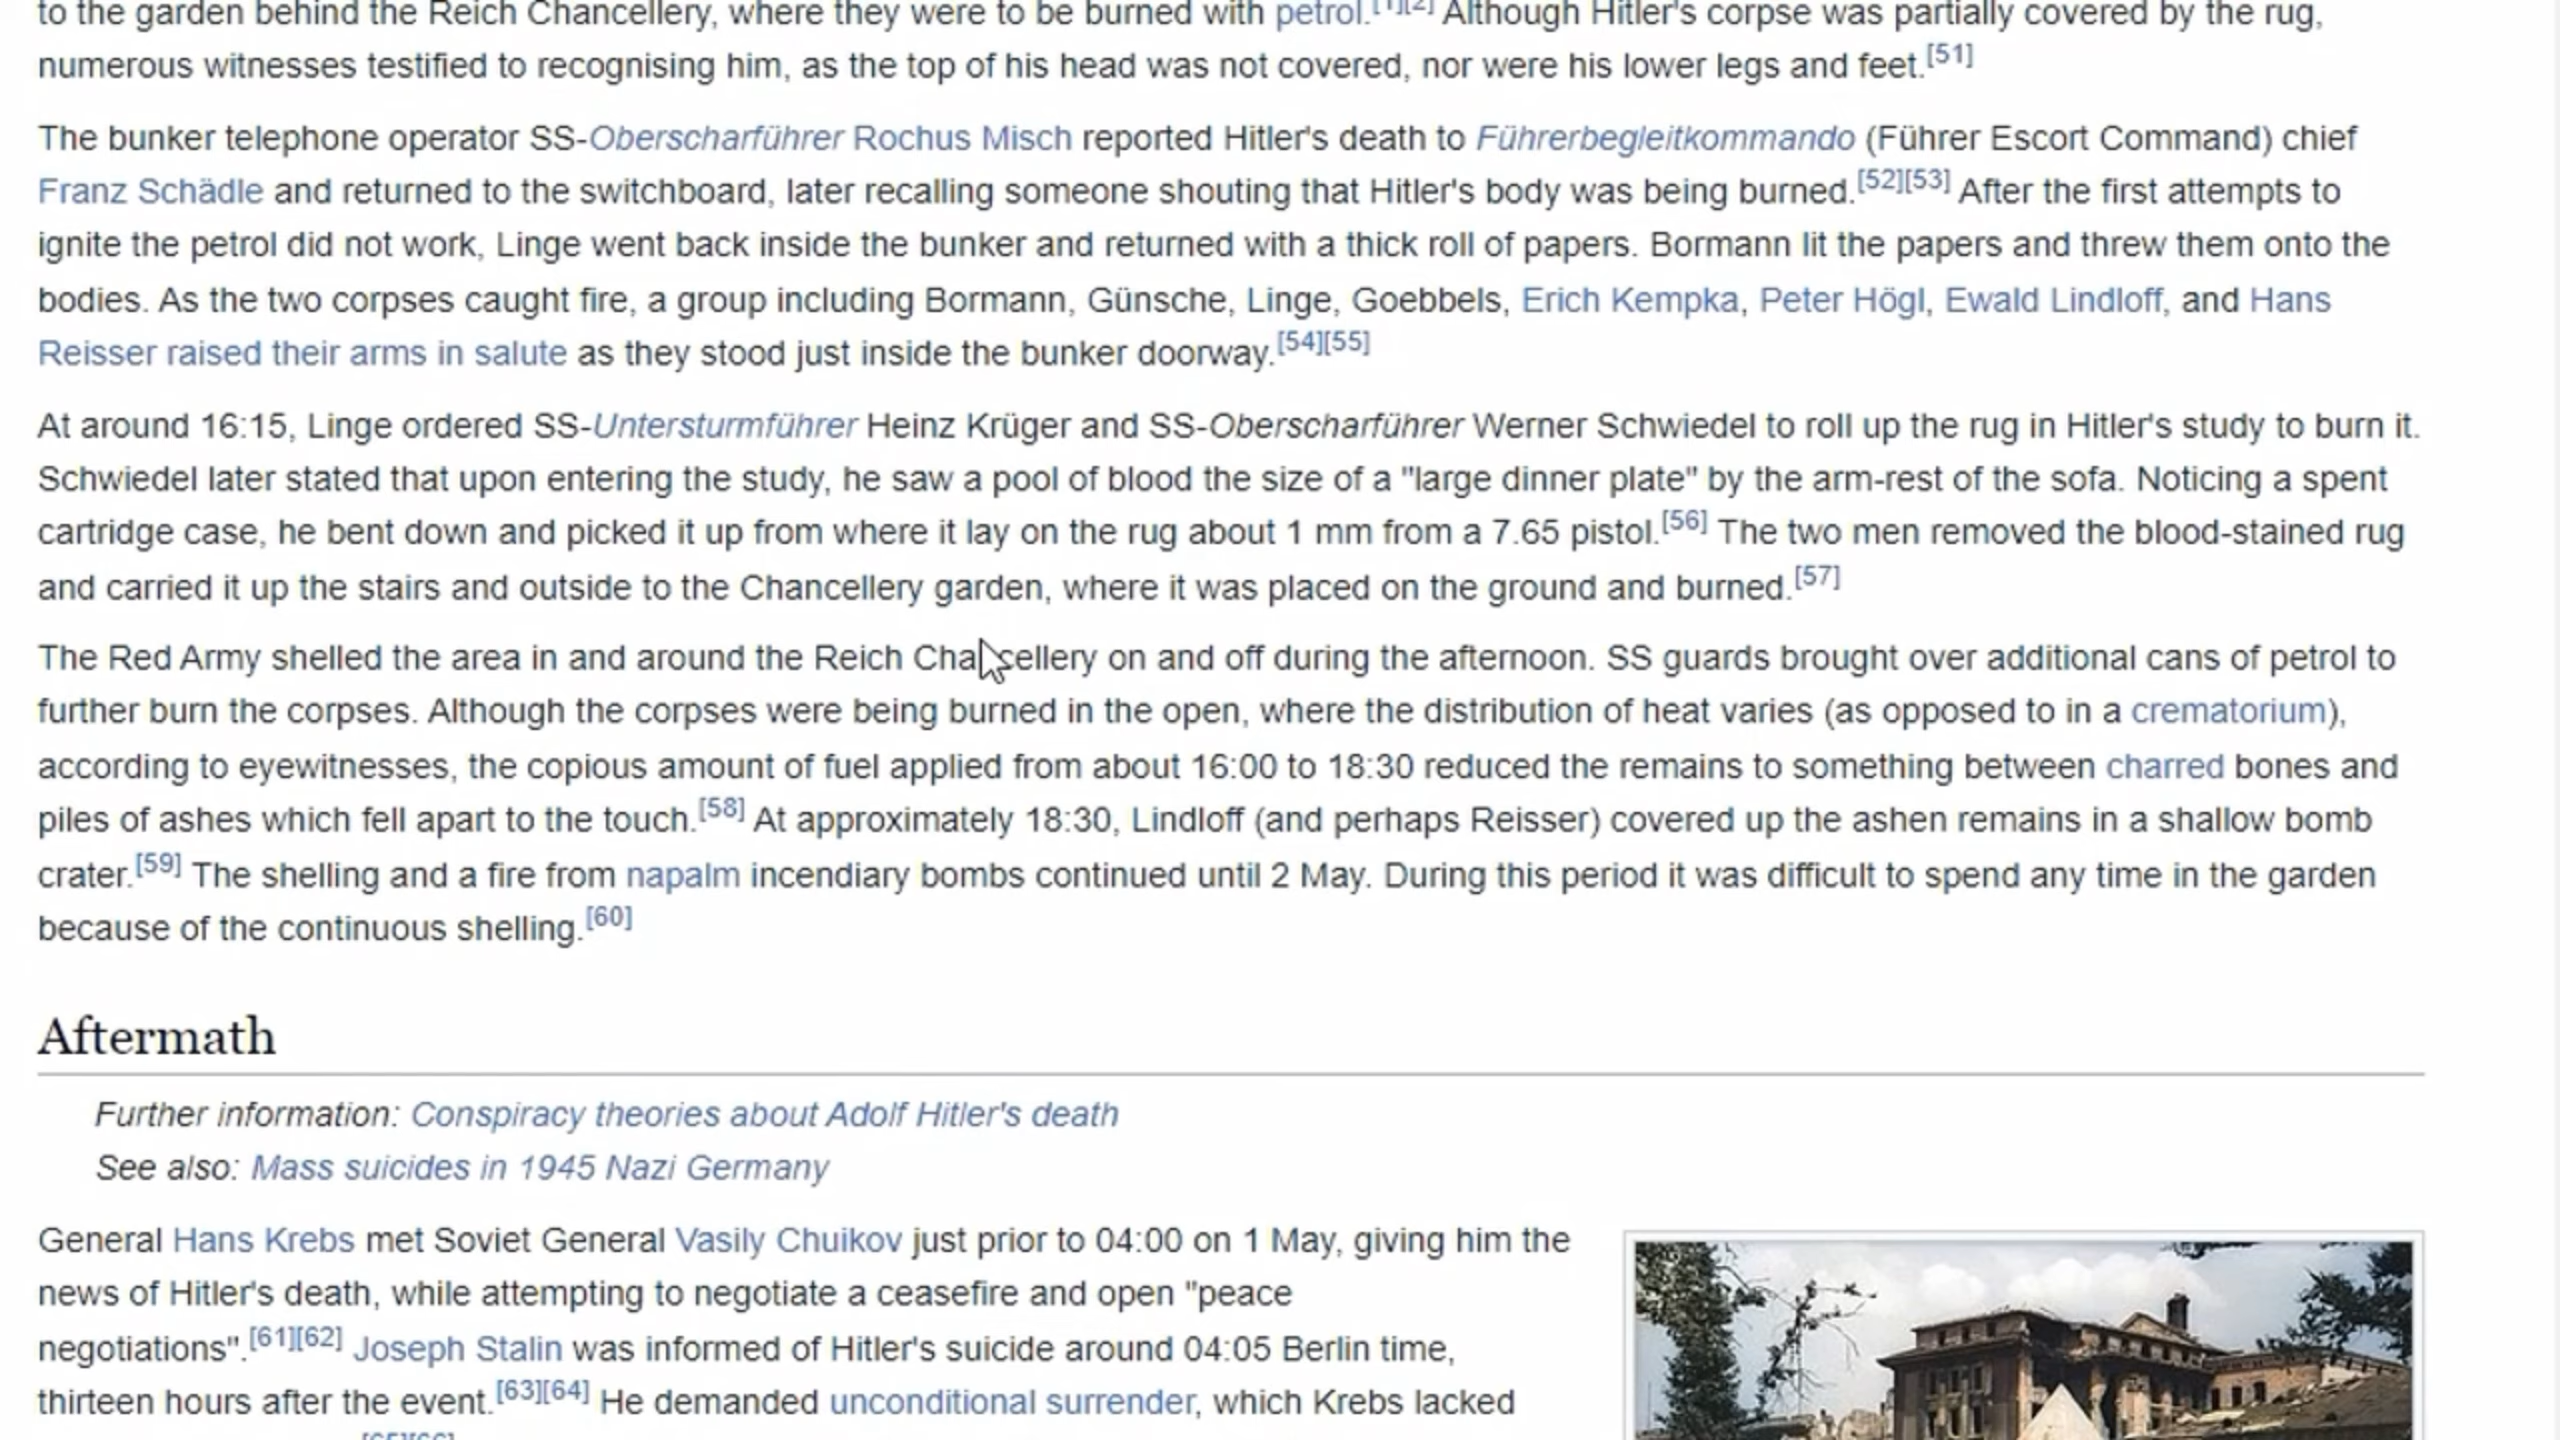 to the garden behind the Reich Chancellery, where they were to be burned with petrol.[1][2] Although Hitler's corpse was partially covered by the rug,
numerous witnesses testified to recognising him, as the top of his head was not covered, nor were his lower legs and feet.[51]
The bunker telephone operator SS-Oberscharführer Rochus Misch reported Hitler's death to Führerbegleitkommando (Führer Escort Command) chief
Franz Schädle and returned to the switchboard, later recalling someone shouting that Hitler's body was being burned.[52][53] After the first attempts to
ignite the petrol did not work, Linge went back inside the bunker and returned with a thick roll of papers. Bormann lit the papers and threw them onto the
bodies. As the two corpses caught fire, a group including Bormann, Günsche, Linge, Goebbels, Erich Kempka, Peter Högl, Ewald Lindloff, and Hans
Reisser raised their arms in salute as they stood just inside the bunker doorway.[54][55]
At around 16:15, Linge ordered SS-Untersturmführer Heinz Krüger and SS-Oberscharführer Werner Schwiedel to roll up the rug in Hitler's study to burn it.
Schwiedel later stated that upon entering the study, he saw a pool of blood the size of a "large dinner plate" by the arm-rest of the sofa. Noticing a spent
cartridge case, he bent down and picked it up from where it lay on the rug about 1 mm from a 7.65 pistol.[56] The two men removed the blood-stained rug
and carried it up the stairs and outside to the Chancellery garden, where it was placed on the ground and burned.[57]
The Red Army shelled the area in and around the Reich Chancellery on and off during the afternoon. SS guards brought over additional cans of petrol to
further burn the corpses. Although the corpses were being burned in the open, where the distribution of heat varies (as opposed to in a crematorium),
according to eyewitnesses, the copious amount of fuel applied from about 16:00 to 18:30 reduced the remains to something between charred bones and
piles of ashes which fell apart to the touch.[58] At approximately 18:30, Lindloff (and perhaps Reisser) covered up the ashen remains in a shallow bomb
crater.[59] The shelling and a fire from napalm incendiary bombs continued until 2 May. During this period it was difficult to spend any time in the garden
because of the continuous shelling.[60]
Aftermath
Further information: Conspiracy theories about Adolf Hitler's death
See also: Mass suicides in 1945 Nazi Germany
General Hans Krebs met Soviet General Vasily Chuikov just prior to 04:00 on 1 May, giving him the
news of Hitler's death, while attempting to negotiate a ceasefire and open "peace
negotiations".[61][62] Joseph Stalin was informed of Hitler's suicide around 04:05 Berlin time,
thirteen hours after the event.[63][64] He demanded unconditional surrender, which Krebs lacked